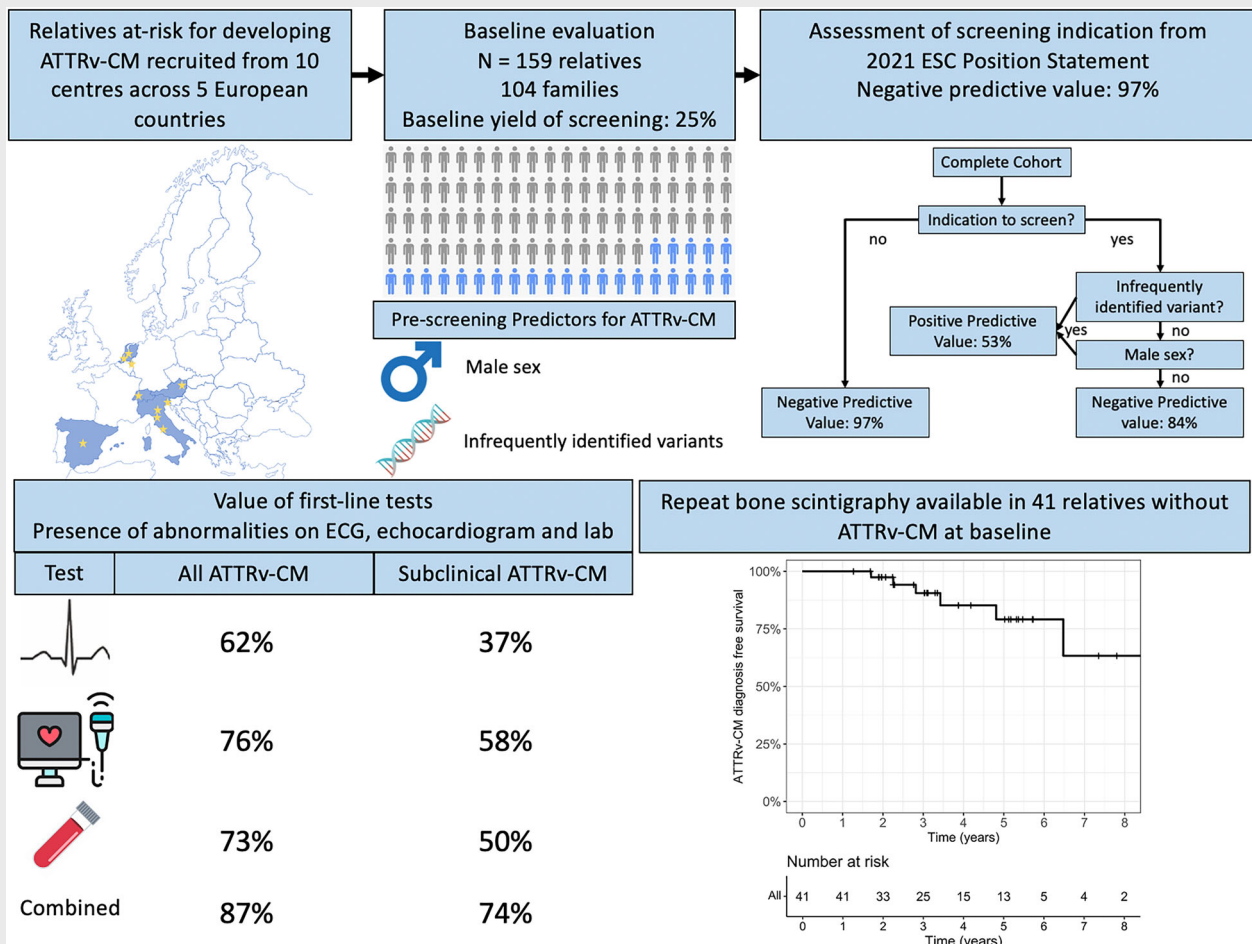 Relatives at-risk for developing
ATTRv-CM recruited from 10
centres across 5 European
countries
Baseline evaluation
N = 159 relatives
104 families
Baseline yield of screening: 25%
Assessment of screening indication from
2021 ESC Position Statement
Negative predictive value: 97%
Pre-screening Predictors for ATTRv-CM
Male sex
Infrequently identified variants
Complete Cohort
Indication to screen?
no
yes
Infrequently
identified variant?
Positive Predictive
Value: 53%
yes
no
Male sex?
no
Negative Predictive
Value: 97%
Negative Predictive
value: 84%
Value of first-line tests
Presence of abnormalities on ECG, echocardiogram and lab
Test All ATTRv-CM Subclinical ATTRv-CM
62% 37%
76% 58%
73% 50%
Combined 87% 74%
Repeat bone scintigraphy available in 41 relatives without
ATTRv-CM at baseline
ATTRv-CM diagnosis free survival
100%
75%
50%
25%
0%
0 1 2 3 4 5 6 7 8
Time (years)
Number at risk
All 41 41 33 25 15 13 5 4 2
0 1 2 3 4 5 6 7 8
Time (years)